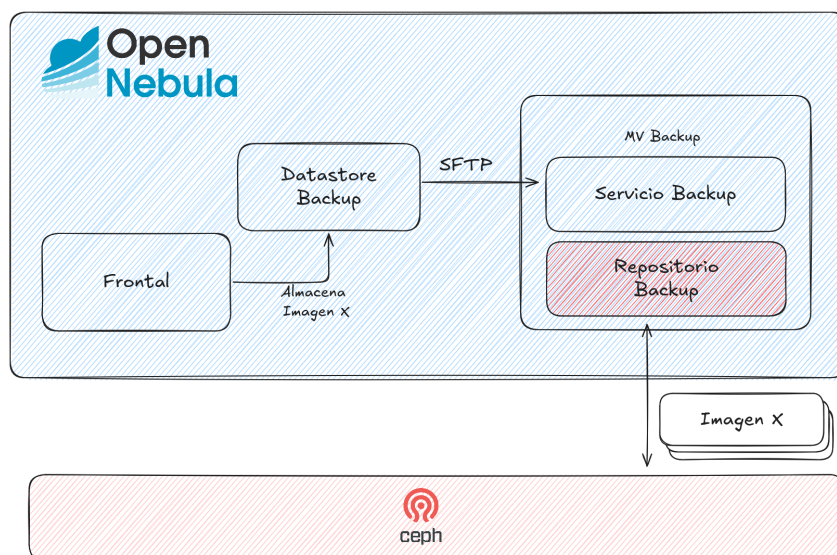 Open
Nebula
MV Backup
SFTP
Datastore
Backup
Servicio Backup
Frontal
Repositorio
Backup
Almacena
Imagen X
Imagen X
ceph